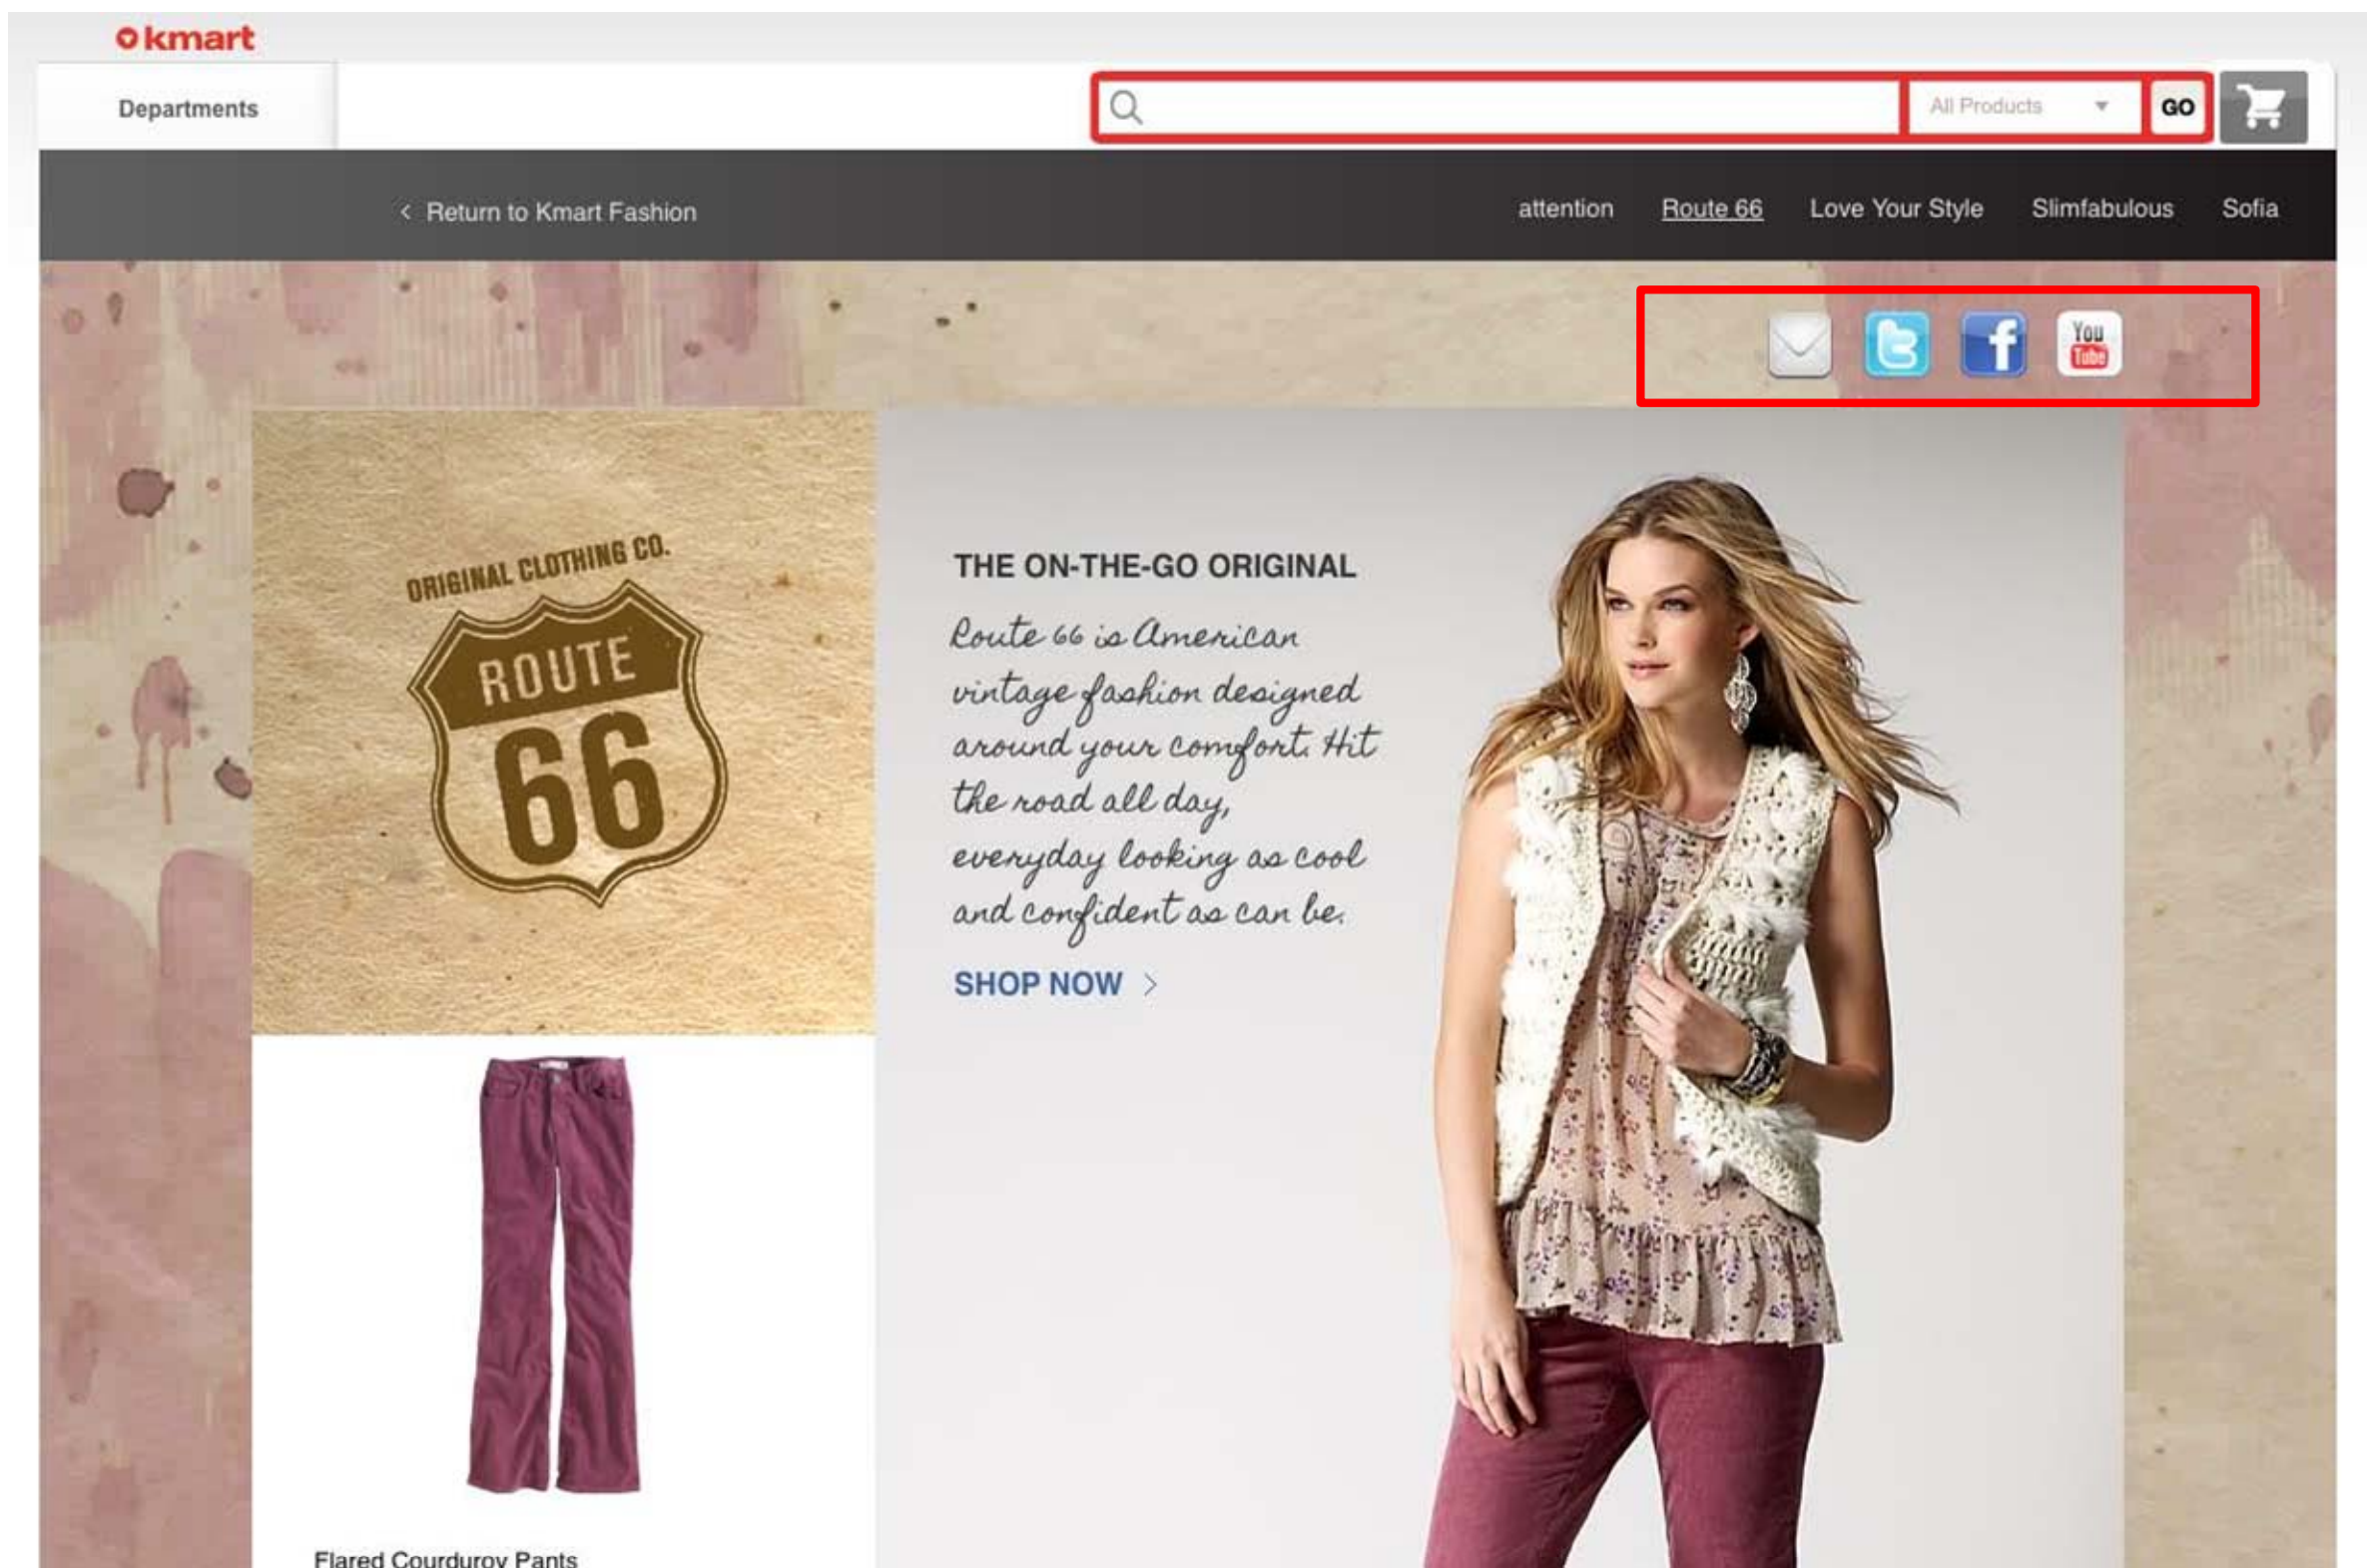 kmart
Departments
All Products
GO
< Return to Kmart Fashion
attention Route 66 Love Your Style Slimfabulous Sofia
You
Tube
ORIGINAL CLOTHING CO.
ROUTE
66
THE ON-THE-GO ORIGINAL
Route 66 is American
vintage fashion designed
around your comfort. Hit
the road all day,
everyday looking as cool
and confident as can be.
SHOP NOW >
Flared Courduroy Pants